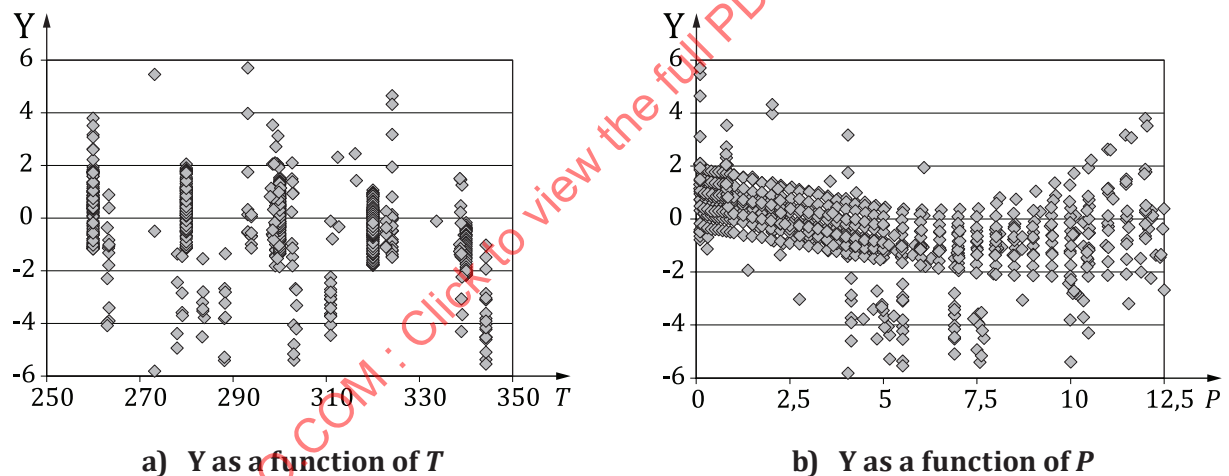 Y
6
4
2
0
-2
-4
-6
250 270 290 310 330 350 T
a) Y as a function of T
Y
6
4
2
0
-2
-4
-6
0 2,5 5 7,5 10 12,5 P
b) Y as a function of P
O.COM : Click to view the full PD